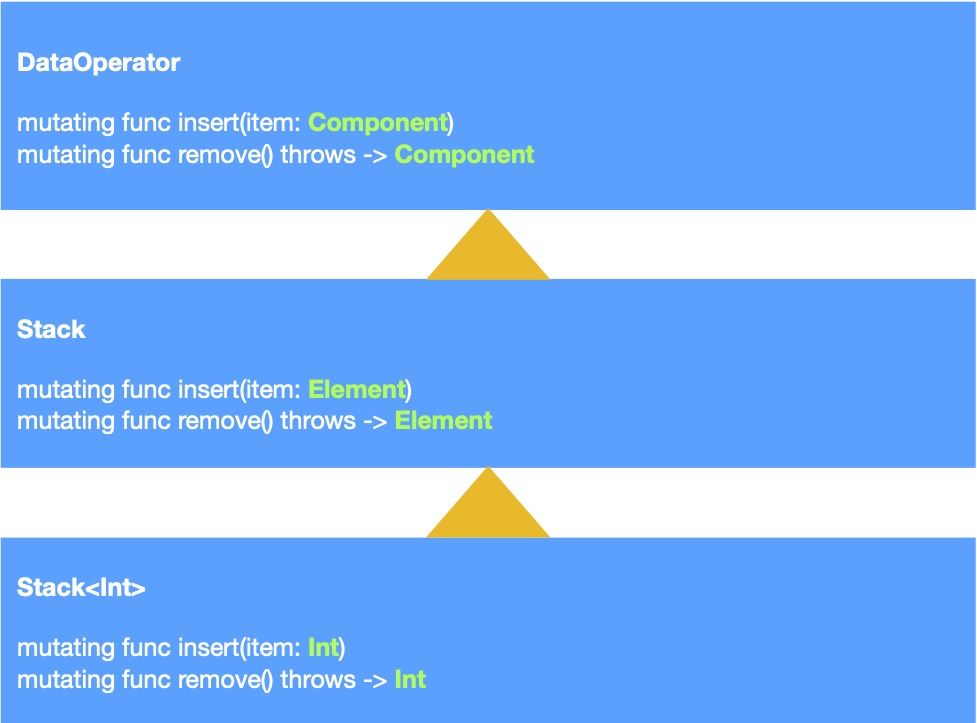 DataOperator
mutating func insert(item: Component)
mutating func remove() throws -> Component
Stack
mutating func insert(item: Element)
mutating func remove() throws -> Element
Stack<Int>
mutating func insert(item: Int)
mutating func remove() throws -> Int